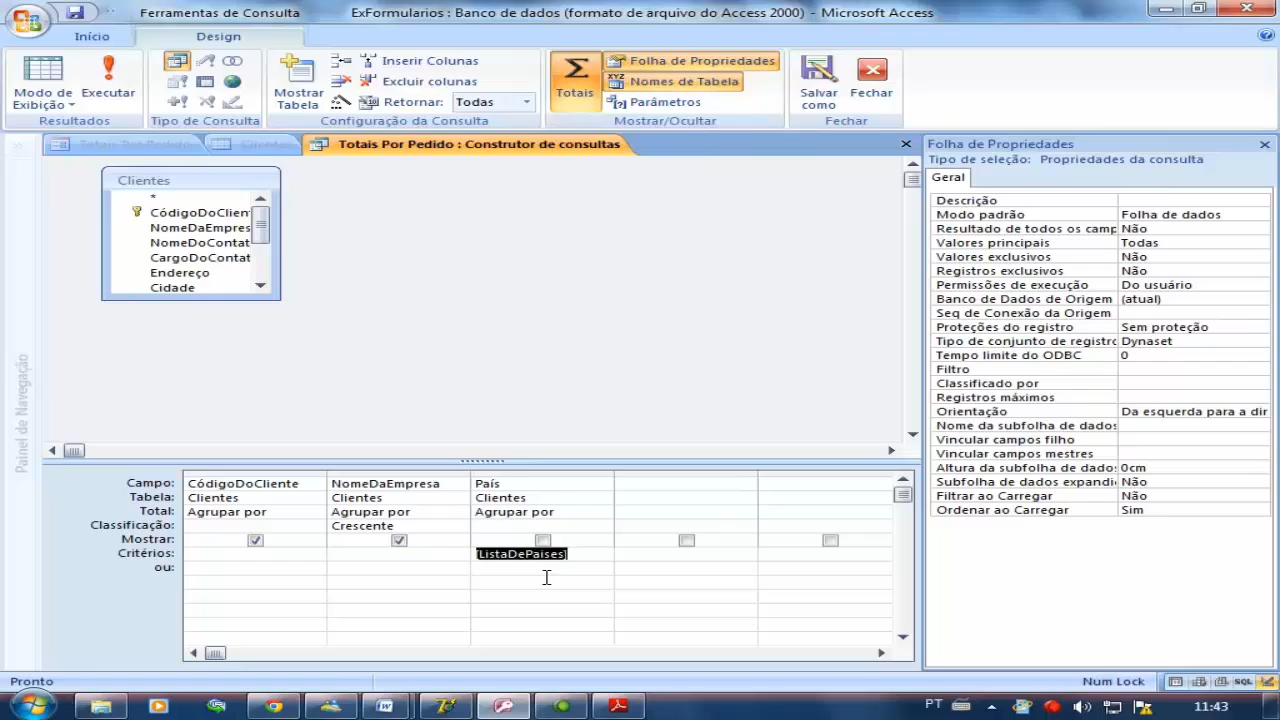 Ferramentas de Consulta
ExFormularios : Banco de dados (formato de arquivo do Access 2000) - Microsoft Access
Início
Design
Modo de Exibição
Executar
Resultados
Tipo de Consulta
Mostrar Tabela
Inserir Colunas
Excluir colunas
Retornar: Todas
Configuração da Consulta
Σ
Totais
Folha de Propriedades
XYZ Nomes de Tabela
Parâmetros
Mostrar/Ocultar
Salvar como
Fechar
Fechar
Totais Por Pedido
Clientes
Totais Por Pedido : Construtor de consultas
Painel de Navegação
Clientes
*
CódigoDoClien
NomeDaEmpres
NomeDoContat
CargoDoContat
Endereço
Cidade
Campo: CódigoDoCliente NomeDaEmpresa País
Tabela: Clientes Clientes Clientes
Total: Agrupar por Agrupar por Agrupar por
Classificação: Crescente
Mostrar:
Critérios: [ListaDePaises]
ou:
Folha de Propriedades
Tipo de seleção: Propriedades da consulta
Geral
Descrição
Modo padrão Folha de dados
Resultado de todos os camp Não
Valores principais Todas
Valores exclusivos Não
Registros exclusivos Não
Permissões de execução Do usuário
Banco de Dados de Origem (atual)
Seq de Conexão da Origem
Proteções do registro Sem proteção
Tipo de conjunto de registro Dynaset
Tempo limite do ODBC 0
Filtro
Classificado por
Registros máximos
Orientação Da esquerda para a dir
Nome da subfolha de dados
Vincular campos filho
Vincular campos mestres
Altura da subfolha de dados 0cm
Subfolha de dados expandi Não
Filtrar ao Carregar Não
Ordenar ao Carregar Sim
Pronto
Num Lock
SQL
PT
11:43